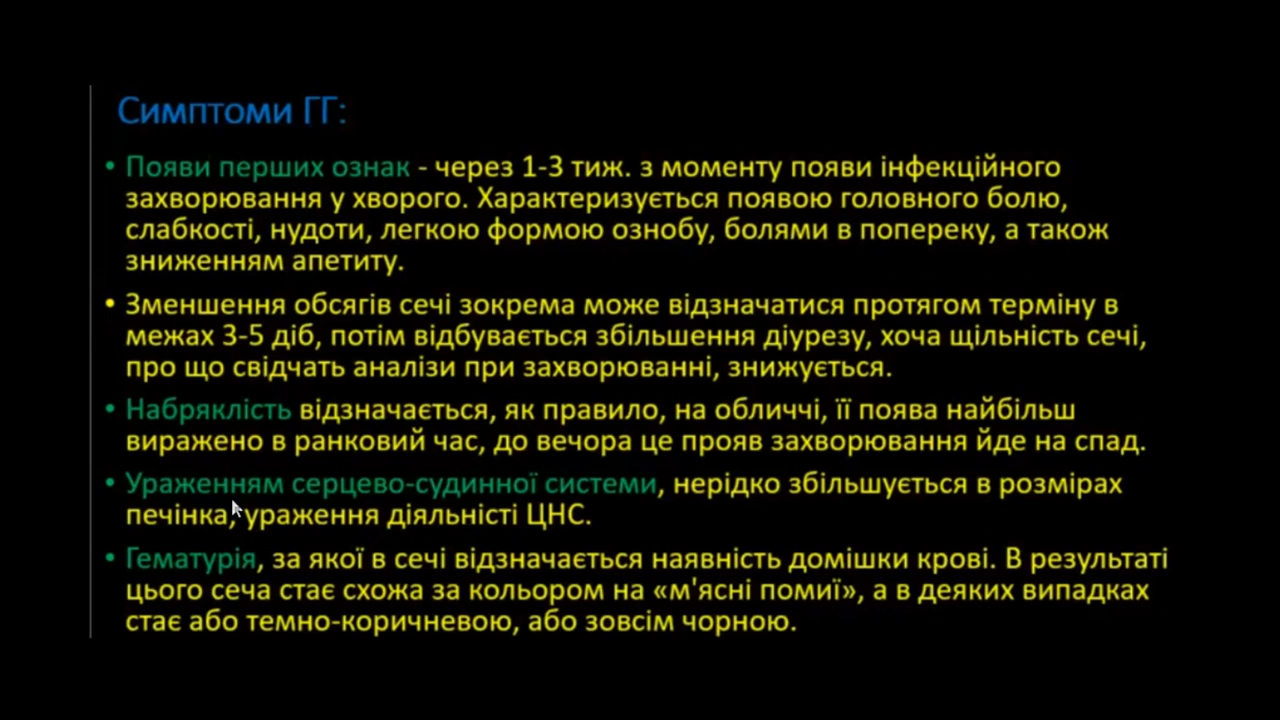 Симптоми ГГ:
• Появи перших ознак - через 1-3 тиж. з моменту появи інфекційного
захворювання у хворого. Характеризується появою головного болю,
слабкості, нудоти, легкою формою ознобу, болями в попереку, а також
зниженням апетиту.
• Зменшення обсягів сечі зокрема може відзначатися протягом терміну в
межах 3-5 діб, потім відбувається збільшення діурезу, хоча щільність сечі,
про що свідчать аналізи при захворюванні, знижується.
• Набряклість відзначається, як правило, на обличчі, її поява найбільш
виражено в ранковий час, до вечора це прояв захворювання йде на спад.
• Ураженням серцево-судинної системи, нерідко збільшується в розмірах
печінка, ураження діяльністі ЦНС.
• Гематурія, за якої в сечі відзначається наявність домішки крові. В результаті
цього сеча стає схожа за кольором на «м'ясні помиї», а в деяких випадках
стає або темно-коричневою, або зовсім чорною.